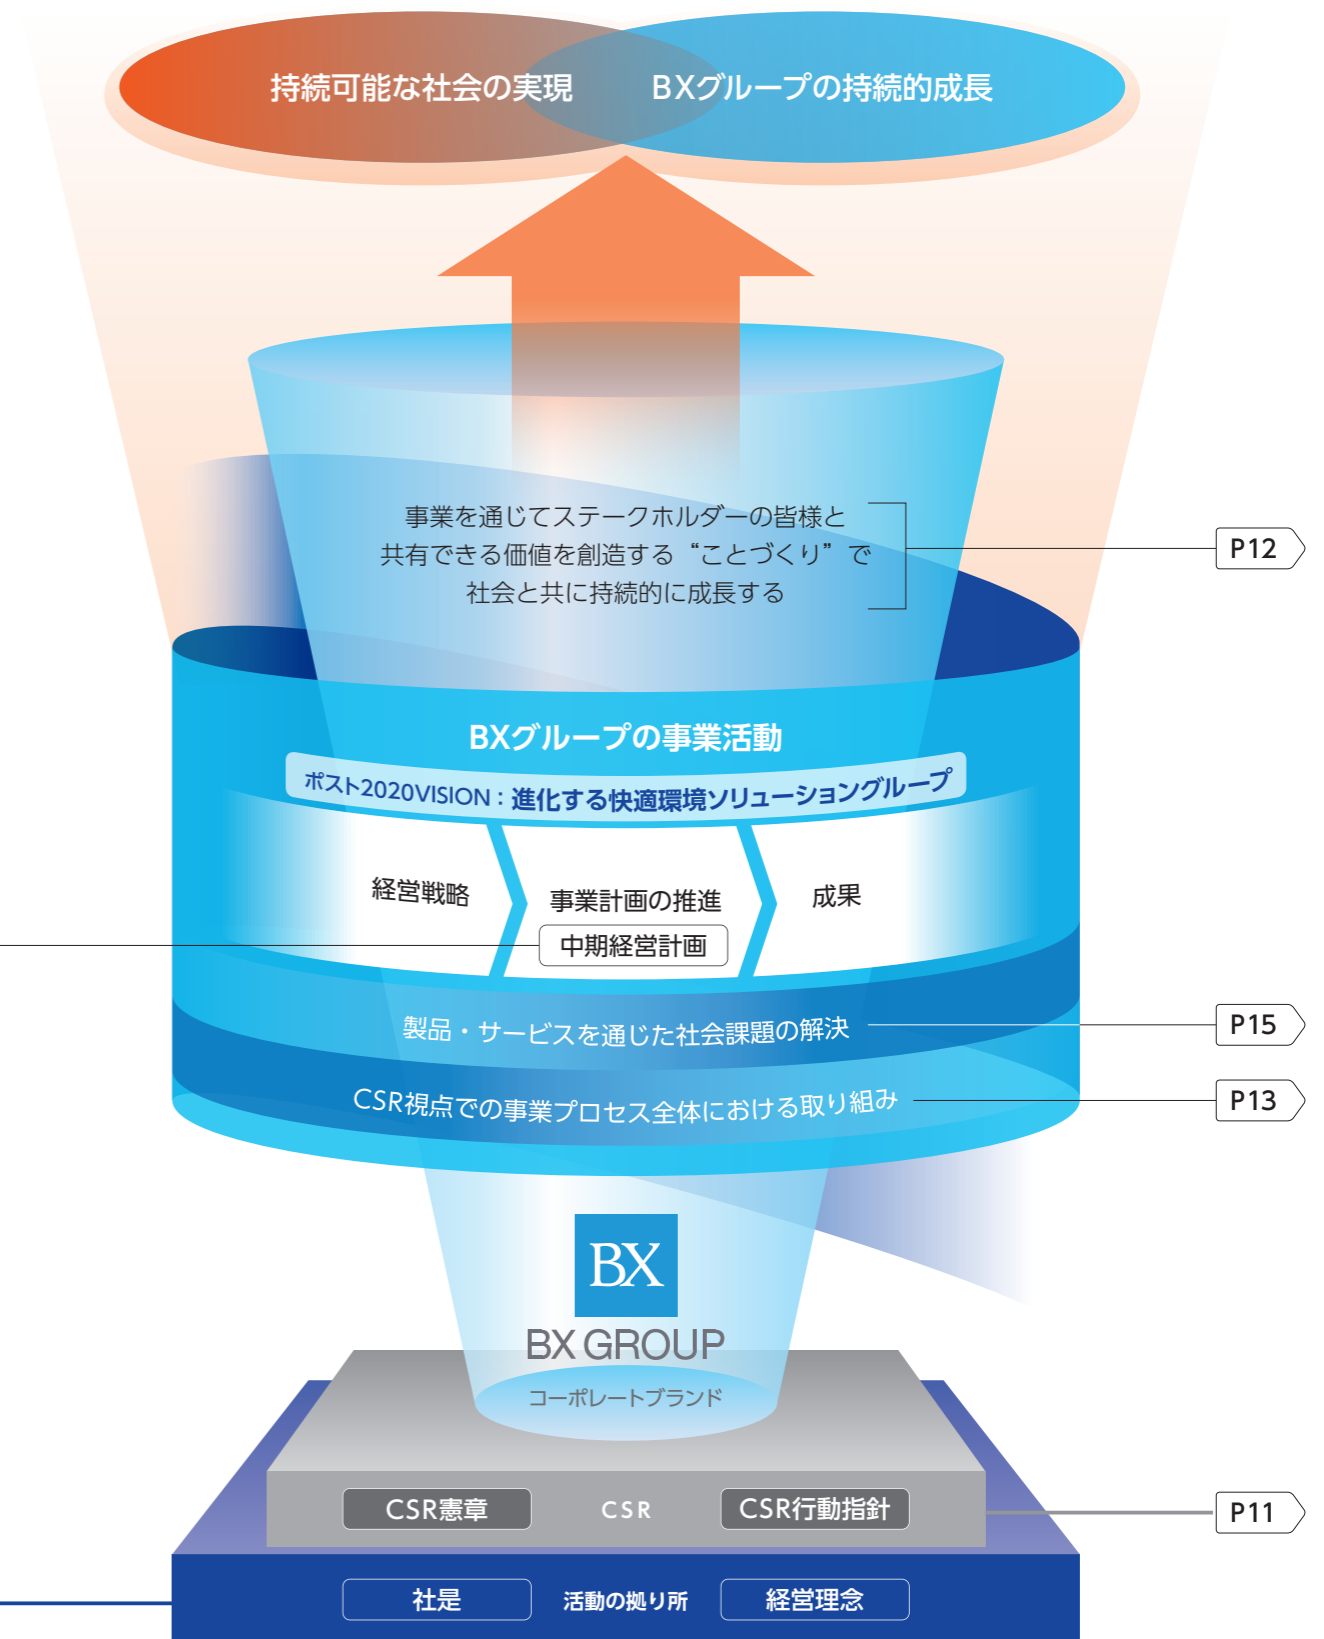 持続可能な社会の実現
BXグループの持続的成長
事業を通じてステークホルダーの皆様と
共有できる価値を創造する“ことづくり”で
社会と共に持続的に成長する
P12
BXグループの事業活動
ポスト2020VISION：進化する快適環境ソリューショングループ
経営戦略
事業計画の推進
中期経営計画
成果
製品・サービスを通じた社会課題の解決
P15
CSR視点での事業プロセス全体における取り組み
P13
BX
BX GROUP
コーポレートブランド
CSR憲章
CSR
CSR行動指針
P11
社是
活動の拠り所
経営理念